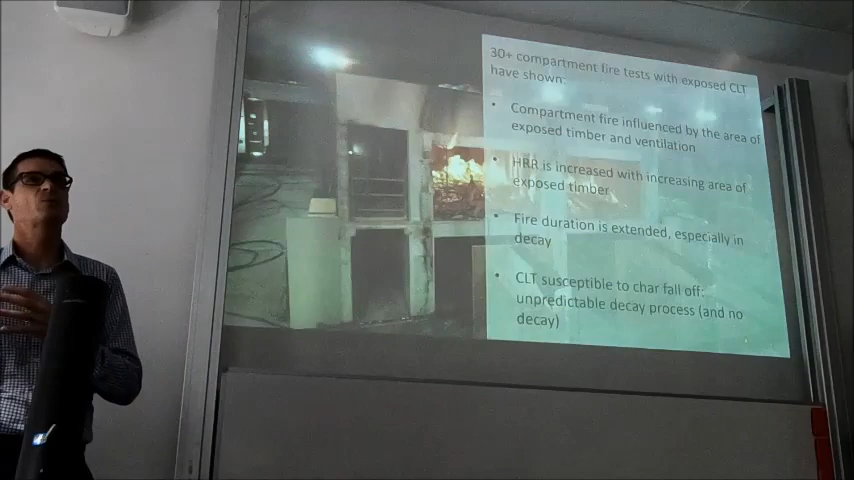 30+ compartment fire tests with exposed CLT
have shown:
• Compartment fire influenced by the area of
exposed timber and ventilation
• HRR is increased with increasing area of
exposed timber
• Fire duration is extended, especially in
decay
• CLT susceptible to char fall off:
unpredictable decay process (and no
decay)